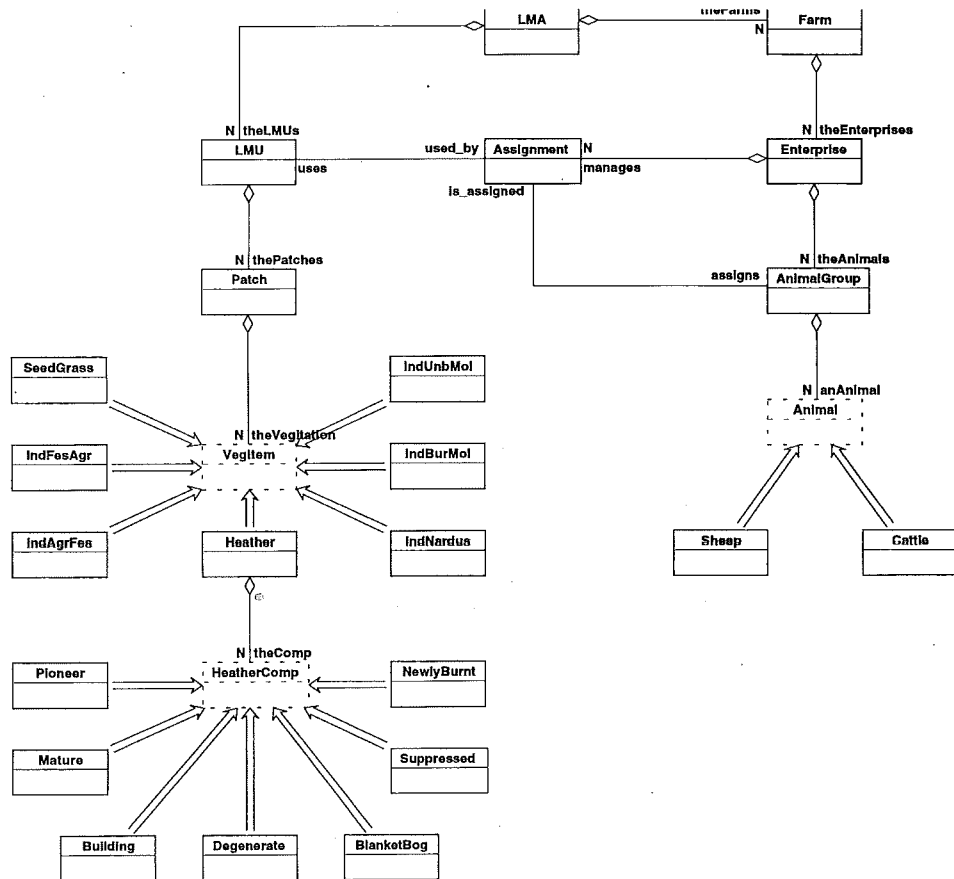 theFarms
LMA Farm
N
N theLMUs N theEnterprises
LMU used_by Assignment N Enterprise
uses manages
is_assigned
N thePatches N theAnimals
Patch assigns AnimalGroup
SeedGrass IndUnbMol
N anAnimal
Animal
N theVegitation
IndFesAgr VegItem IndBurMol
IndAgrFes Heather IndNardus Sheep Cattle
N theComp
Pioneer HeatherComp NewlyBurnt
Mature Suppressed
Building Degenerate BlanketBog